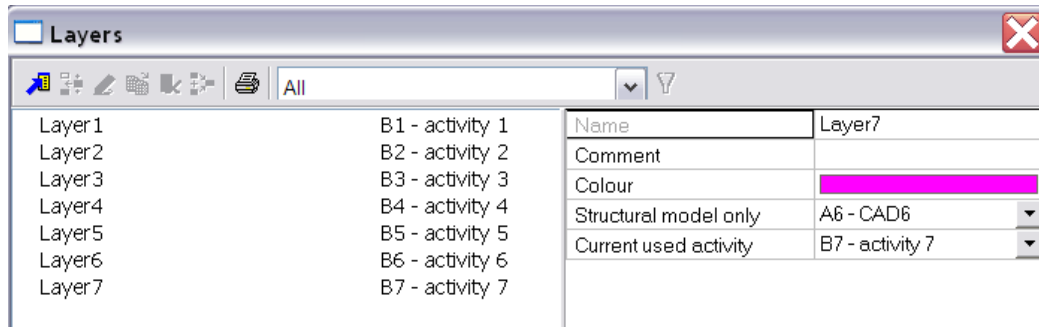 Layers
All
Layer1 B1 - activity 1
Layer2 B2 - activity 2
Layer3 B3 - activity 3
Layer4 B4 - activity 4
Layer5 B5 - activity 5
Layer6 B6 - activity 6
Layer7 B7 - activity 7
Name Layer7
Comment
Colour
Structural model only A6 - CAD6
Current used activity B7 - activity 7